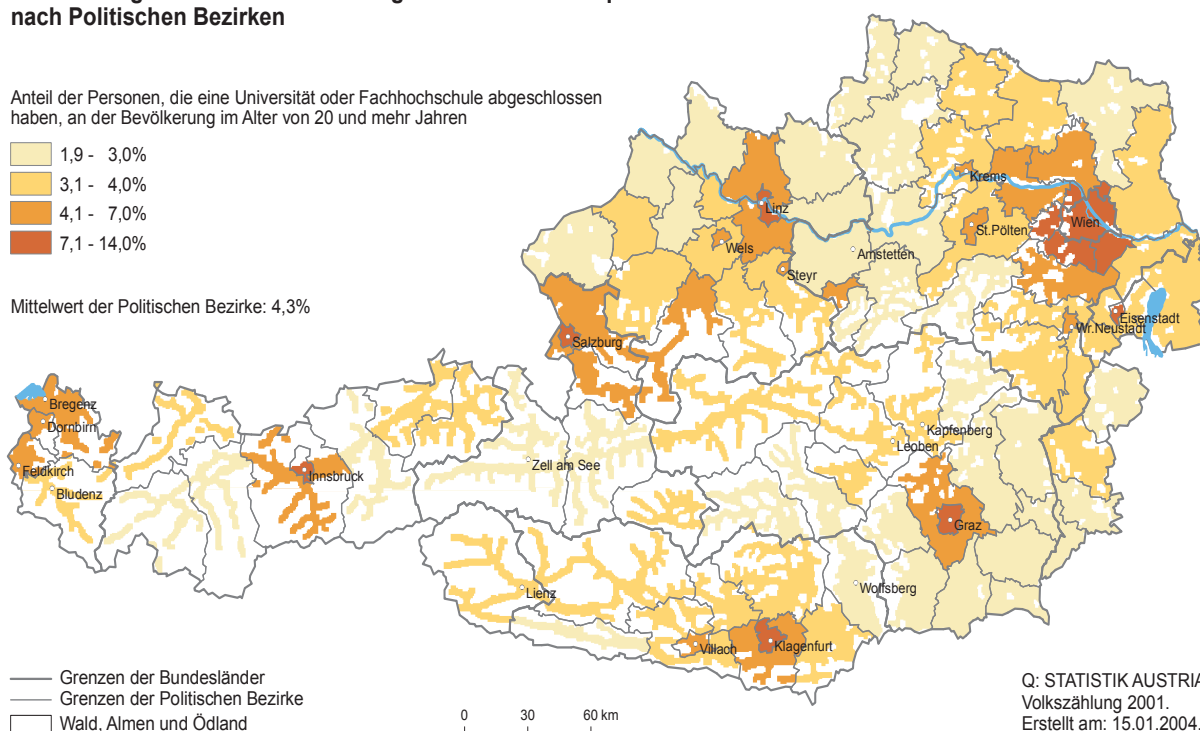 nach Politischen Bezirken
Anteil der Personen, die eine Universität oder Fachhochschule abgeschlossen
haben, an der Bevölkerung im Alter von 20 und mehr Jahren
1,9 - 3,0%
3,1 - 4,0%
4,1 - 7,0%
7,1 - 14,0%
Mittelwert der Politischen Bezirke: 4,3%
Krems
Linz
Wien
St.Pölten
Wels
Amstetten
Steyr
Eisenstadt
Wr.Neustadt
Salzburg
Bregenz
Dornbirn
Kapfenberg
Leoben
Zell am See
Feldkirch
Innsbruck
Bludenz
Graz
Wolfsberg
Lienz
Villach
Klagenfurt
Grenzen der Bundesländer
Grenzen der Politischen Bezirke
Wald, Almen und Ödland
0 30 60 km
Q: STATISTIK AUSTRIA
Volkszählung 2001.
Erstellt am: 15.01.2004.